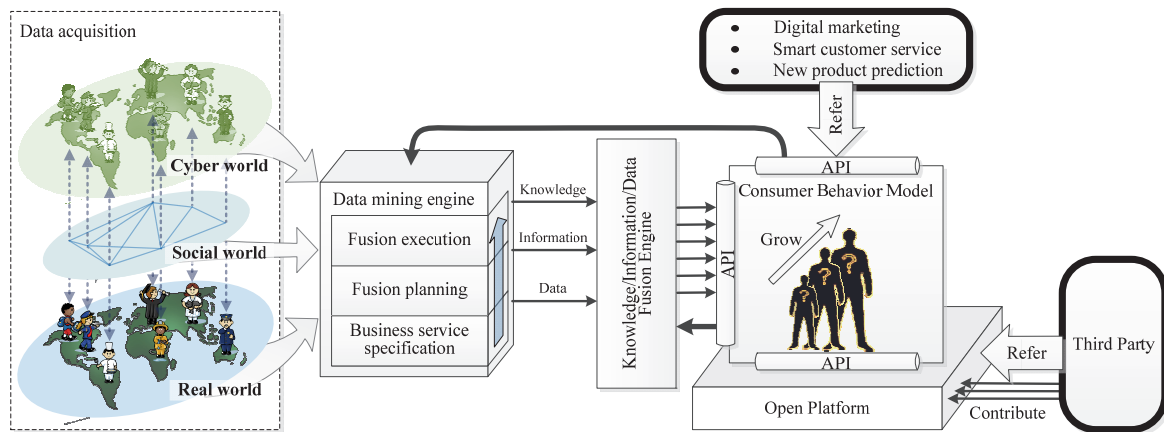 Data acquisition
Cyber world
Social world
Real world
Data mining engine
Fusion execution
Fusion planning
Business service
specification
Knowledge
Information
Data
Knowledge/Information/Data
Fusion Engine
• Digital marketing
• Smart customer service
• New product prediction
Refer
API
Consumer Behavior Model
API
Grow
?
?
?
API
Open Platform
Refer
Contribute
Third Party